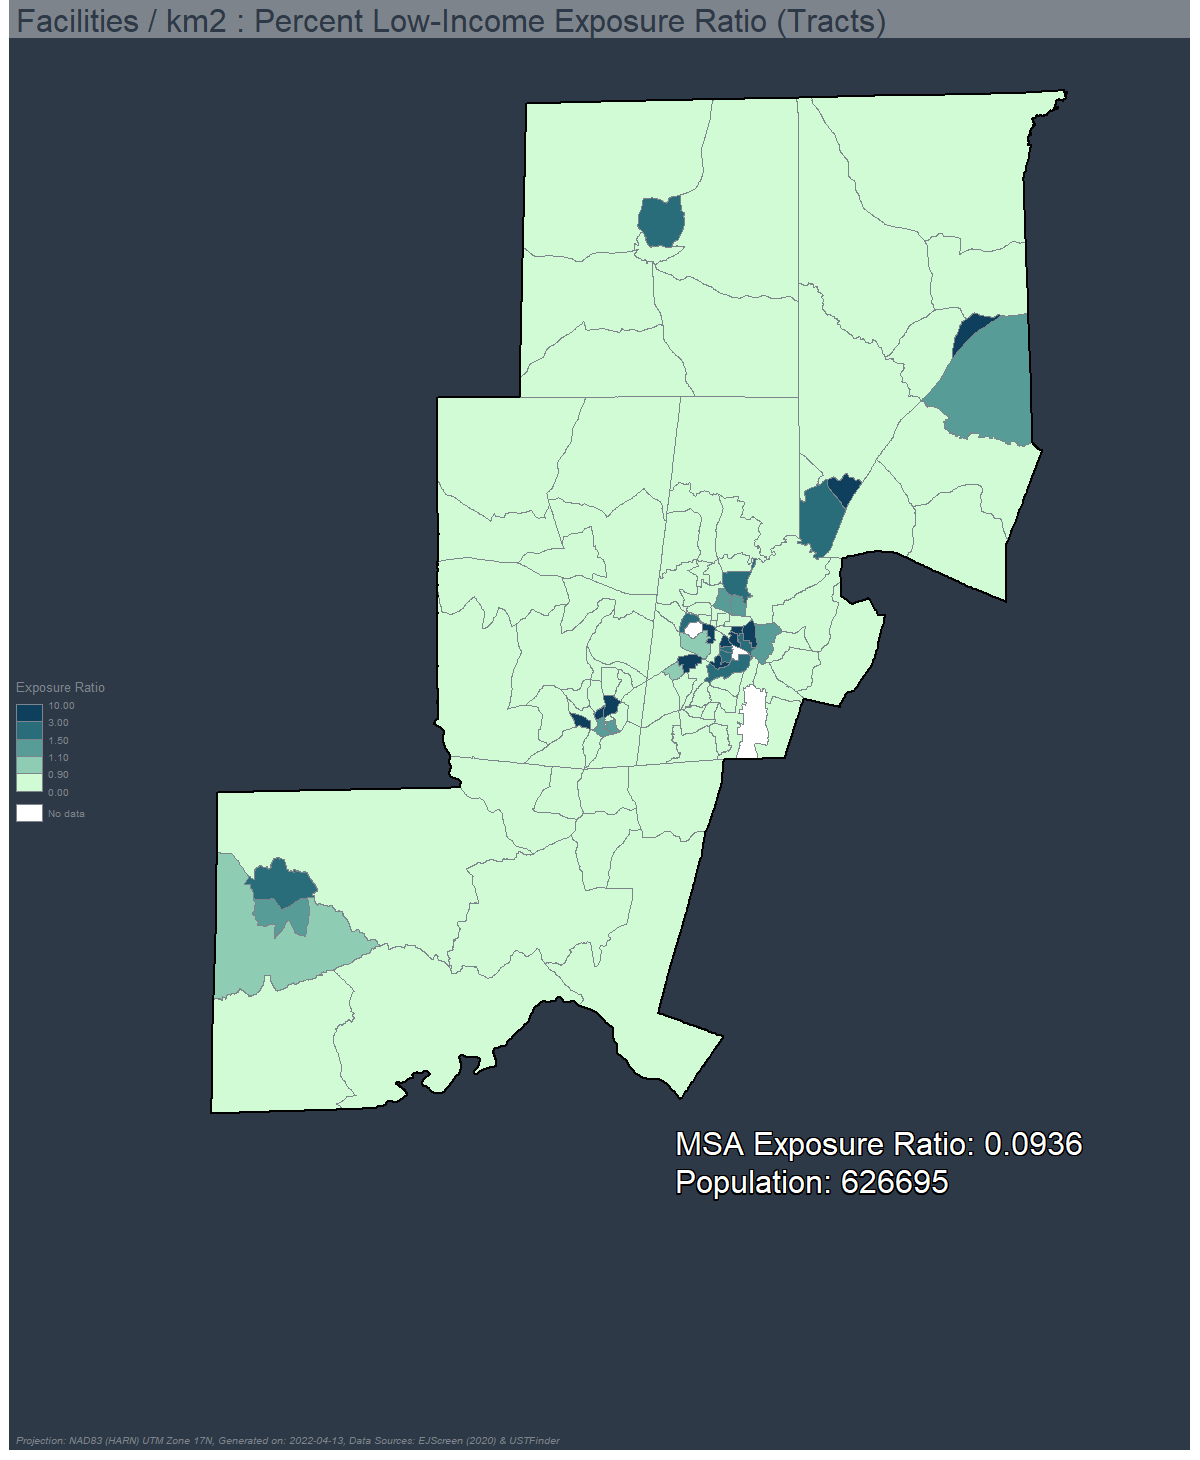 Facilities / km2 : Percent Low-Income Exposure Ratio (Tracts)
Exposure Ratio
10.00
3.00
1.50
1.10
0.90
0.00
No data
MSA Exposure Ratio: 0.0936
Population: 626695
Projection: NAD83 (HARN) UTM Zone 17N, Generated on: 2022-04-13, Data Sources: EJScreen (2020) & USTFinder